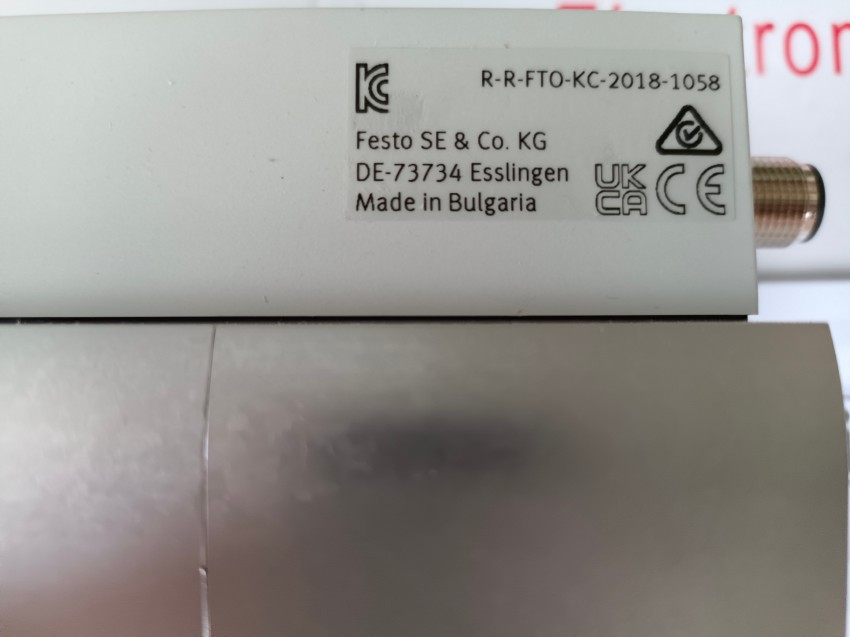 R-R-FTO-KC-2018-1058
Festo SE & Co. KG
DE-73734 Esslingen
Made in Bulgaria
UK
CA
CE